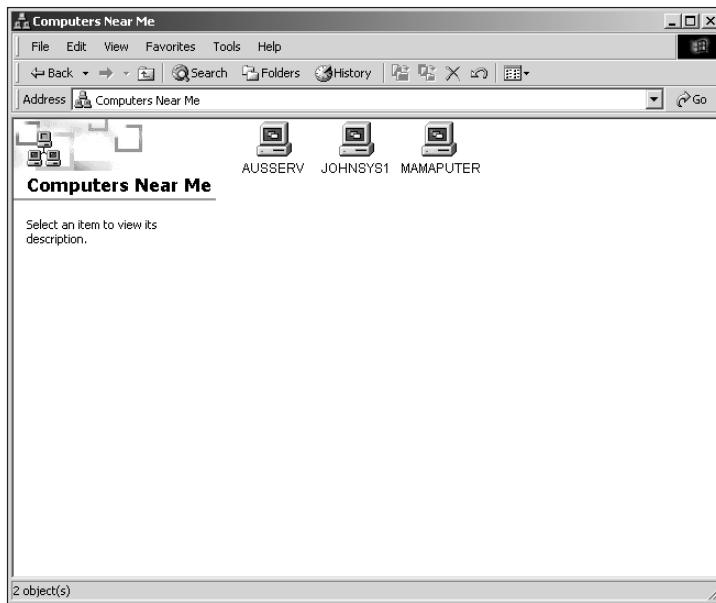 Computers Near Me
File Edit View Favorites Tools Help
Back Search Folders History
Address Computers Near Me Go
AUSSERV JOHNSYS1 MAMAPUTER
Computers Near Me
Select an item to view its
description.
2 object(s)